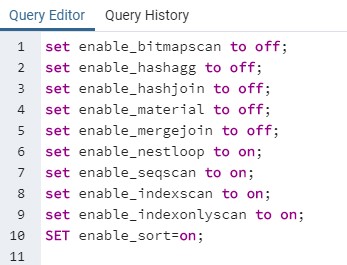 Query Editor Query History
1 set enable_bitmapscan to off;
2 set enable_hashagg to off;
3 set enable_hashjoin to off;
4 set enable_material to off;
5 set enable_mergejoin to off;
6 set enable_nestloop to on;
7 set enable_seqscan to on;
8 set enable_indexscan to on;
9 set enable_indexonlyscan to on;
10 SET enable_sort=on;
11